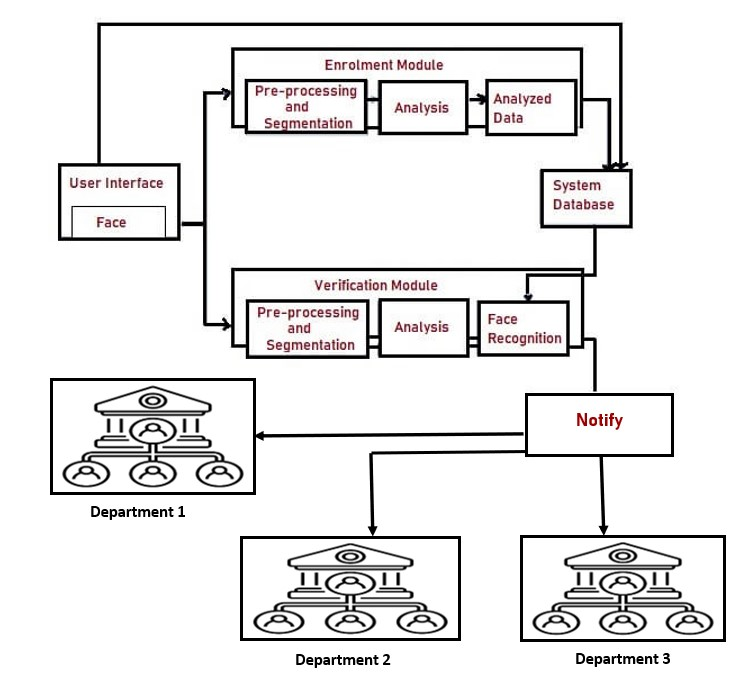 Enrolment Module
Pre-processing
and
Segmentation
Analysis
Analyzed
Data
User Interface
Face
System
Database
Verification Module
Pre-processing
and
Segmentation
Analysis
Face
Recognition
Notify
Department 1
Department 2
Department 3